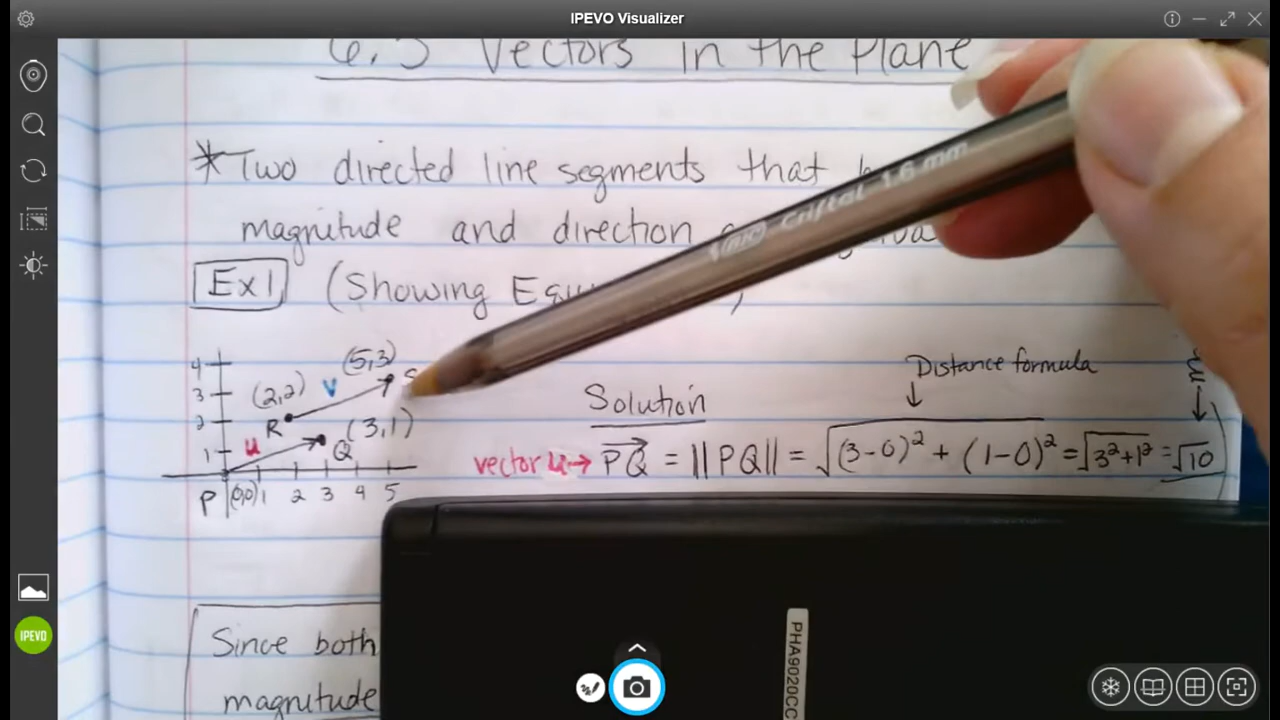 IPEVO Visualizer
6.3 Vectors in the Plane
*Two directed line segments that
magnitude and direction
Ex1 (Showing
4
3
2
1
(5,3)
S
(2,2)
v
R
(3,1)
u
Q
P (0,0) 1 2 3 4 5
Solution
Distance formula
vector u→ PQ = ||PQ|| = √(3-0)² + (1-0)² = √3²+1² = √10
Since both
magnitude
BIC Cristal 1.6 mm
PHA9020CC
IPEVO